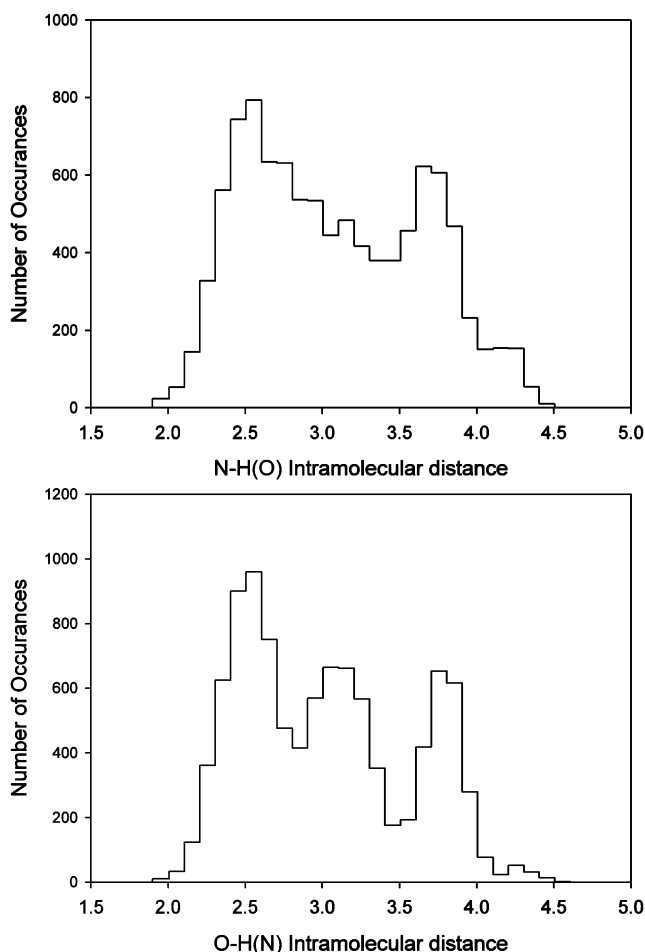 1000
800
600
400
200
0
1.5 2.0 2.5 3.0 3.5 4.0 4.5 5.0
Number of Occurances
N-H(O) Intramolecular distance
1200
1000
800
600
400
200
0
1.5 2.0 2.5 3.0 3.5 4.0 4.5 5.0
Number of Occurances
O-H(N) Intramolecular distance